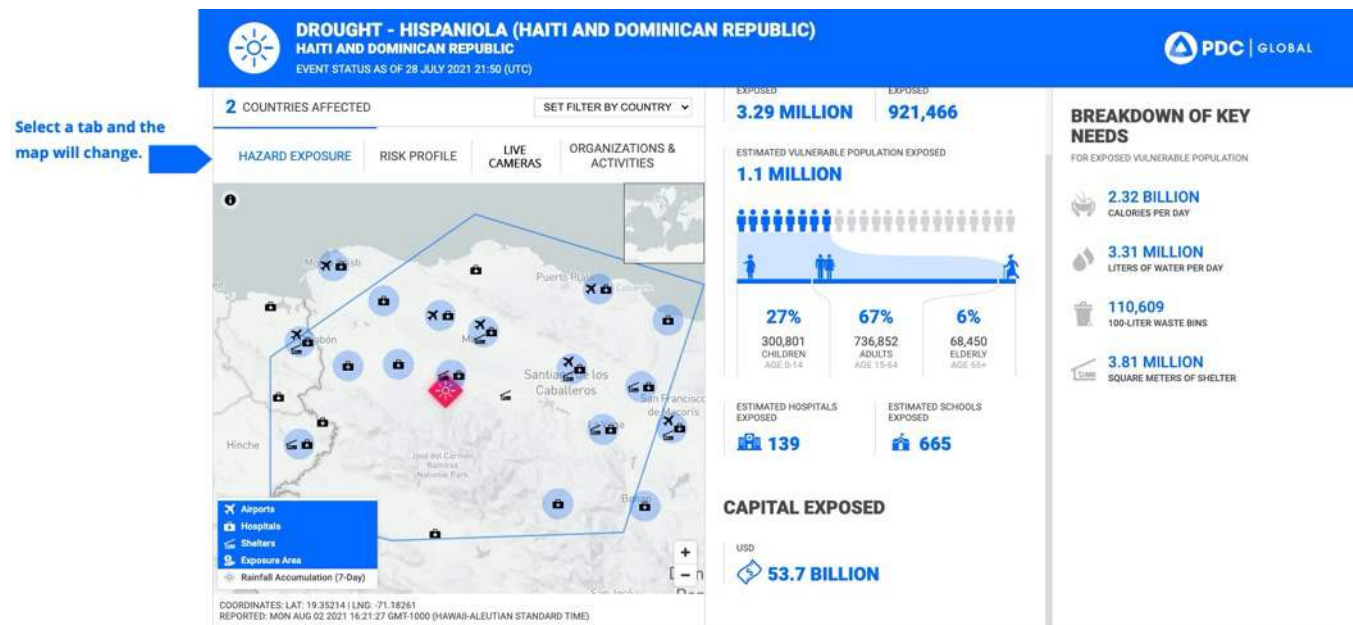 DROUGHT - HISPANIOLA (HAITI AND DOMINICAN REPUBLIC)
HAITI AND DOMINICAN REPUBLIC
EVENT STATUS AS OF 28 JULY 2021 21:50 (UTC)
PDC | GLOBAL
Select a tab and the
map will change.
2 COUNTRIES AFFECTED
SET FILTER BY COUNTRY
HAZARD EXPOSURE
RISK PROFILE
LIVE
CAMERAS
ORGANIZATIONS &
ACTIVITIES
Puerto Plata
Santiago de los
Caballeros
San Francisco
de Macorís
La Vega
Hinche
José del Carmen
Ramírez
National Park
Bonao
San José
Airports
Hospitals
Shelters
Exposure Area
Rainfall Accumulation (7-Day)
+
−
COORDINATES: LAT: 19.35214 | LNG: -71.18261
REPORTED: MON AUG 02 2021 16:21:27 GMT-1000 (HAWAII-ALEUTIAN STANDARD TIME)
EXPOSED
3.29 MILLION
EXPOSED
921,466
ESTIMATED VULNERABLE POPULATION EXPOSED
1.1 MILLION
27%
300,801
CHILDREN
AGE 0-14
67%
736,852
ADULTS
AGE 15-64
6%
68,450
ELDERLY
AGE 65+
ESTIMATED HOSPITALS
EXPOSED
139
ESTIMATED SCHOOLS
EXPOSED
665
CAPITAL EXPOSED
USD
53.7 BILLION
BREAKDOWN OF KEY
NEEDS
FOR EXPOSED VULNERABLE POPULATION
2.32 BILLION
CALORIES PER DAY
3.31 MILLION
LITERS OF WATER PER DAY
110,609
100-LITER WASTE BINS
3.81 MILLION
SQUARE METERS OF SHELTER